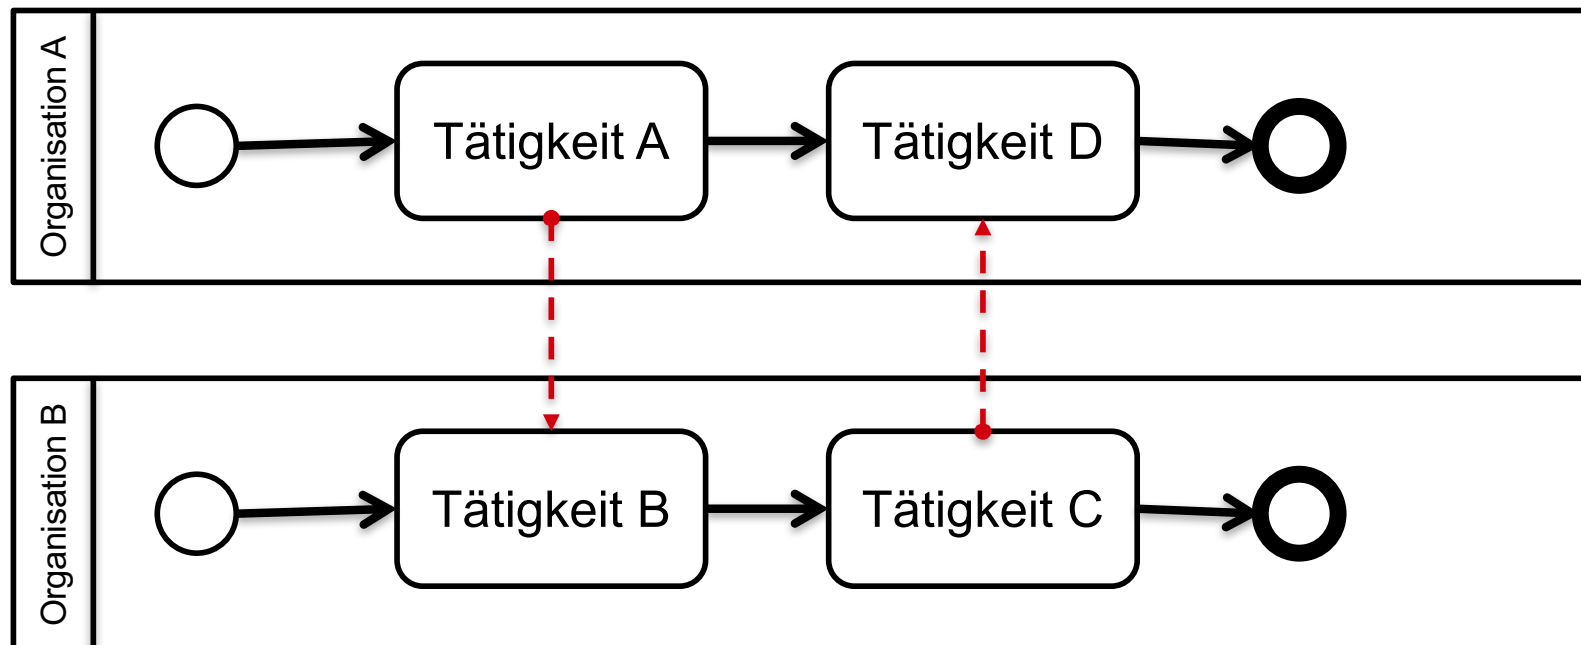 Organisation A
Tätigkeit A
Tätigkeit D
Organisation B
Tätigkeit B
Tätigkeit C